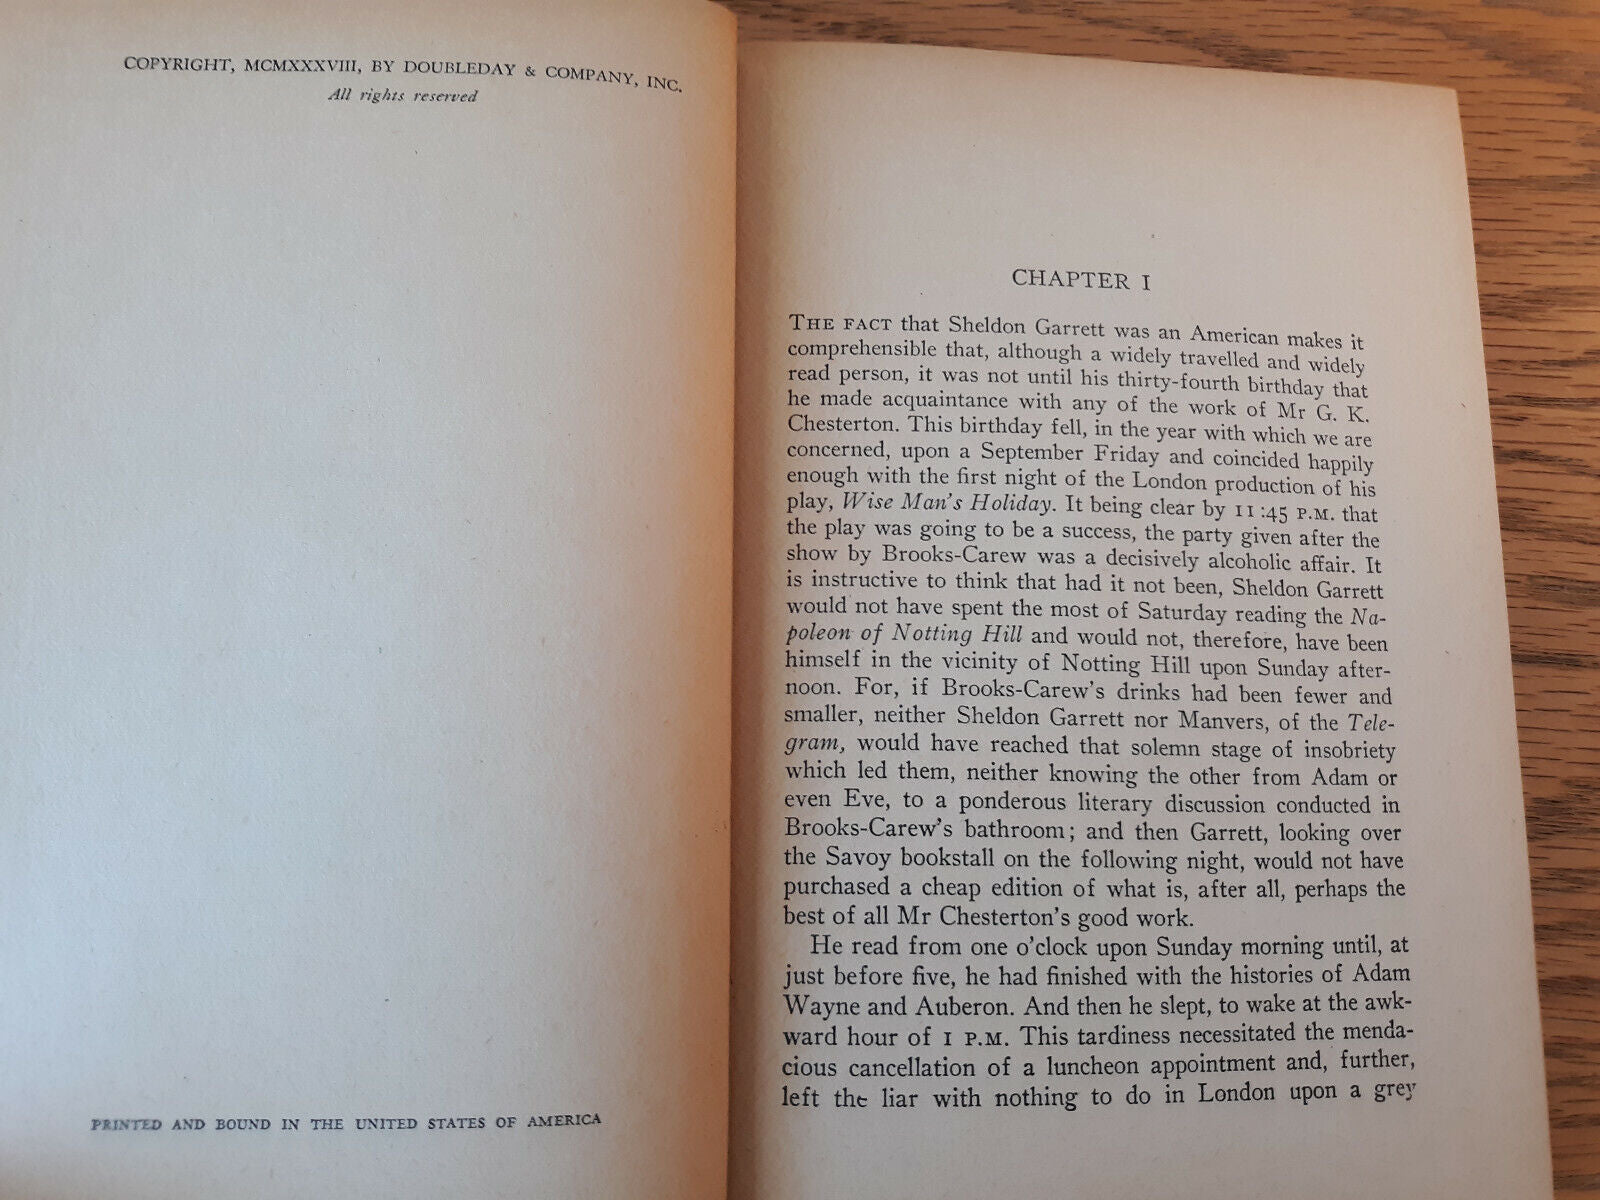 COPYRIGHT, MCMXXXVIII, BY DOUBLEDAY & COMPANY, INC.
All rights reserved
PRINTED AND BOUND IN THE UNITED STATES OF AMERICA
CHAPTER I
THE FACT that Sheldon Garrett was an American makes it
comprehensible that, although a widely travelled and widely
read person, it was not until his thirty-fourth birthday that
he made acquaintance with any of the work of Mr G. K.
Chesterton. This birthday fell, in the year with which we are
concerned, upon a September Friday and coincided happily
enough with the first night of the London production of his
play, Wise Man's Holiday. It being clear by 11:45 P.M. that
the play was going to be a success, the party given after the
show by Brooks-Carew was a decisively alcoholic affair. It
is instructive to think that had it not been, Sheldon Garrett
would not have spent the most of Saturday reading the Na-
poleon of Notting Hill and would not, therefore, have been
himself in the vicinity of Notting Hill upon Sunday after-
noon. For, if Brooks-Carew's drinks had been fewer and
smaller, neither Sheldon Garrett nor Manvers, of the Tele-
gram, would have reached that solemn stage of insobriety
which led them, neither knowing the other from Adam or
even Eve, to a ponderous literary discussion conducted in
Brooks-Carew's bathroom; and then Garrett, looking over
the Savoy bookstall on the following night, would not have
purchased a cheap edition of what is, after all, perhaps the
best of all Mr Chesterton's good work.
He read from one o'clock upon Sunday morning until, at
just before five, he had finished with the histories of Adam
Wayne and Auberon. And then he slept, to wake at the awk-
ward hour of 1 P.M. This tardiness necessitated the menda-
cious cancellation of a luncheon appointment and, further,
left the liar with nothing to do in London upon a grey